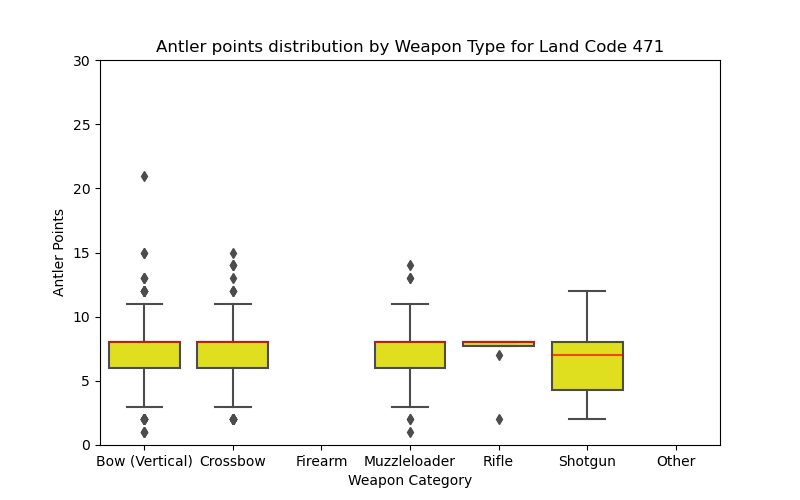 Antler points distribution by Weapon Type for Land Code 471
Antler Points
30
25
20
15
10
5
0
Bow (Vertical) Crossbow Firearm Muzzleloader Rifle Shotgun Other
Weapon Category